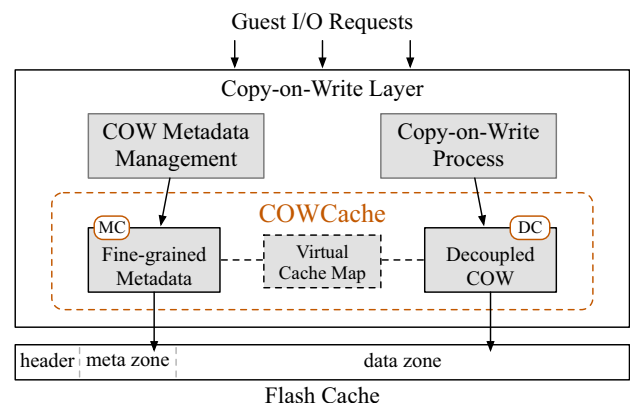 Guest I/O Requests
Copy-on-Write Layer
COW Metadata
Management
Copy-on-Write
Process
COWCache
MC
DC
Fine-grained
Metadata
Virtual
Cache Map
Decoupled
COW
header
meta zone
data zone
Flash Cache